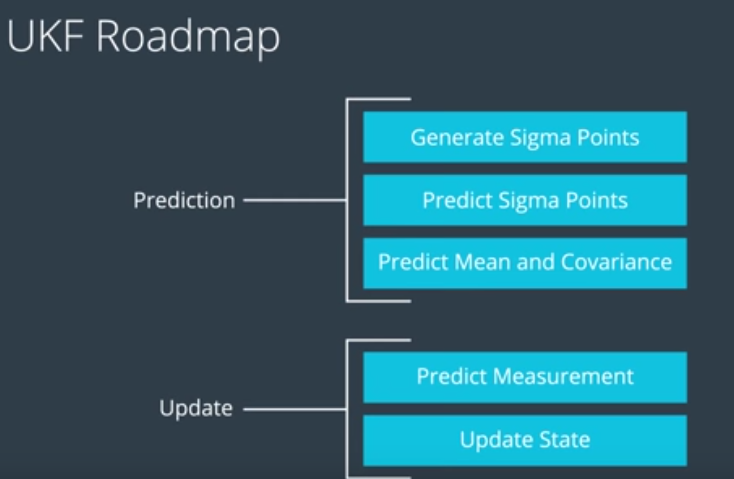 UKF Roadmap
Prediction
Generate Sigma Points
Predict Sigma Points
Predict Mean and Covariance
Update
Predict Measurement
Update State